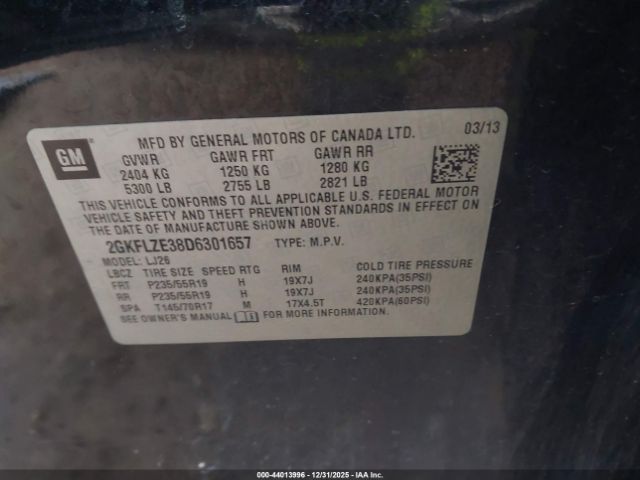 GM
MFD BY GENERAL MOTORS OF CANADA LTD. 03/13
GVWR GAWR FRT GAWR RR
2404 KG 1250 KG 1280 KG
5300 LB 2755 LB 2821 LB
THIS VEHICLE CONFORMS TO ALL APPLICABLE U.S. FEDERAL MOTOR
VEHICLE SAFETY AND THEFT PREVENTION STANDARDS IN EFFECT ON
THE DATE OF MANUFACTURE SHOWN ABOVE.
2GKFLZE38D6301657 TYPE: M.P.V.
MODEL: LJ26
LBCZ TIRE SIZE SPEED RTG RIM COLD TIRE PRESSURE
FRT P235/55R19 H 19X7J 240KPA(35PSI)
RR P235/55R19 H 19X7J 240KPA(35PSI)
SPA T145/70R17 M 17X4.5T 420KPA(60PSI)
SEE OWNER'S MANUAL FOR MORE INFORMATION.
000-44013996 - 12/31/2025 - IAAI, Inc.